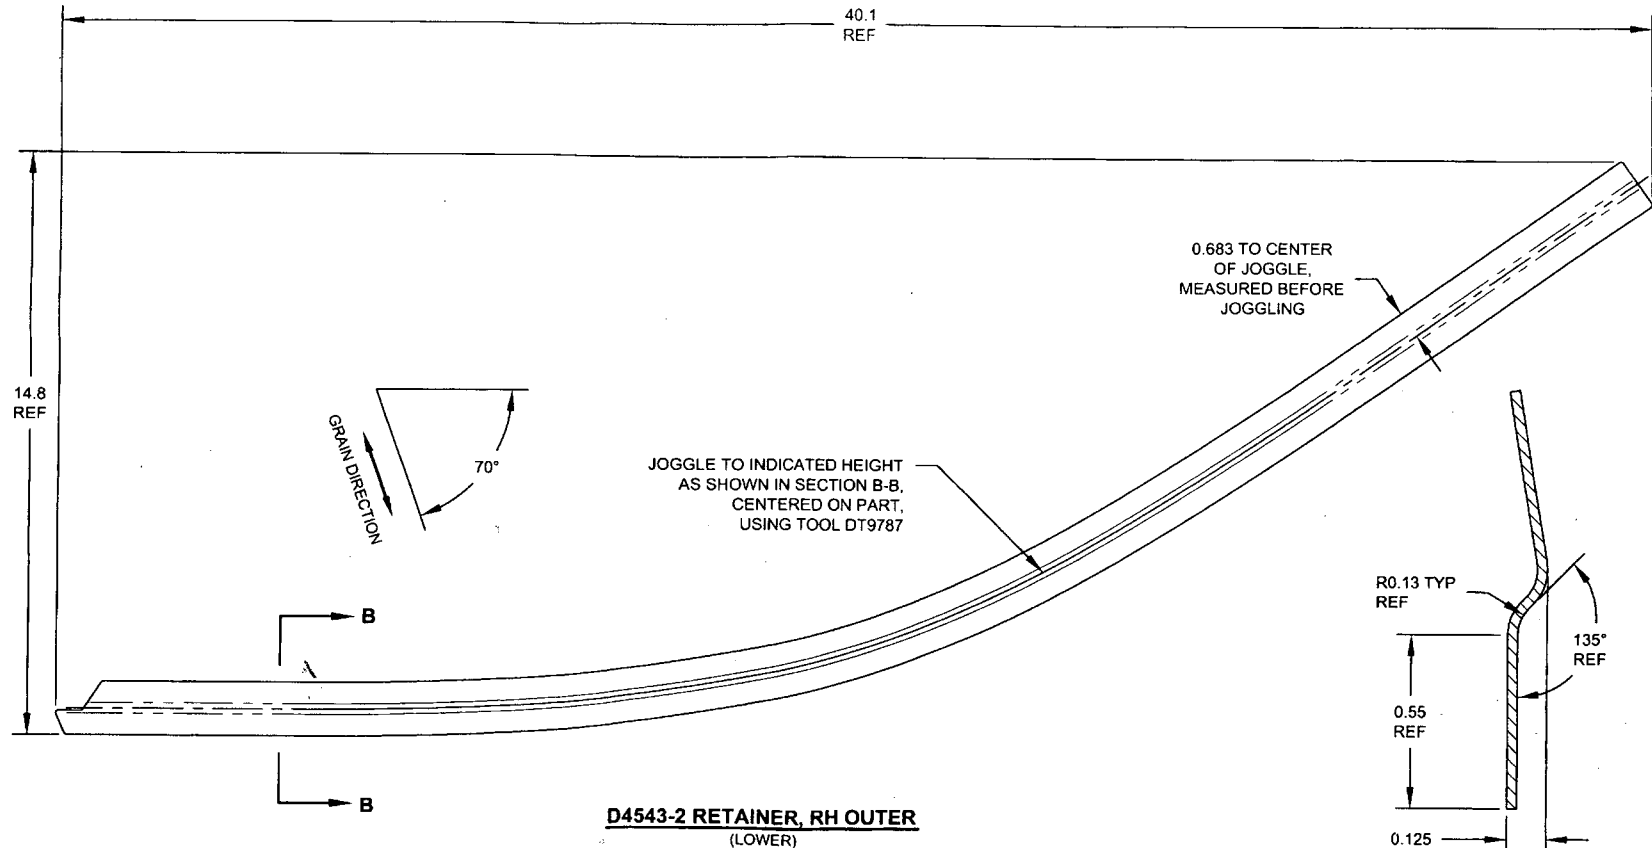 40.1
REF
0.683 TO CENTER
OF JOGGLE,
MEASURED BEFORE
JOGGLING
14.8
REF
GRAIN DIRECTION
70°
JOGGLE TO INDICATED HEIGHT
AS SHOWN IN SECTION B-B,
CENTERED ON PART,
USING TOOL DT9787
R0.13 TYP
REF
135°
REF
B
0.55
REF
B
D4543-2 RETAINER, RH OUTER
(LOWER)
0.125